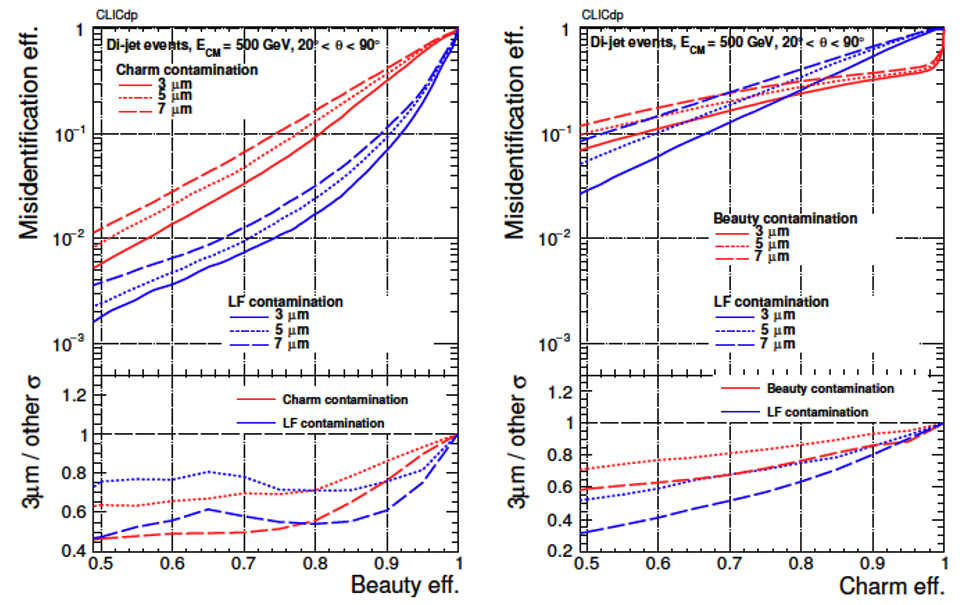 CLICdp
Misidentification eff.
1
10⁻¹
10⁻²
10⁻³
Di-jet events, E_CM = 500 GeV, 20° < θ < 90°
Charm contamination
3 μm
5 μm
7 μm
LF contamination
3 μm
5 μm
7 μm
3μm / other σ
1.2
1
0.8
0.6
0.4
Charm contamination
LF contamination
0.5 0.6 0.7 0.8 0.9 1
Beauty eff.
CLICdp
Misidentification eff.
1
10⁻¹
10⁻²
10⁻³
Di-jet events, E_CM = 500 GeV, 20° < θ < 90°
Beauty contamination
3 μm
5 μm
7 μm
LF contamination
3 μm
5 μm
7 μm
3μm / other σ
1.2
1
0.8
0.6
0.4
0.2
Beauty contamination
LF contamination
0.5 0.6 0.7 0.8 0.9 1
Charm eff.